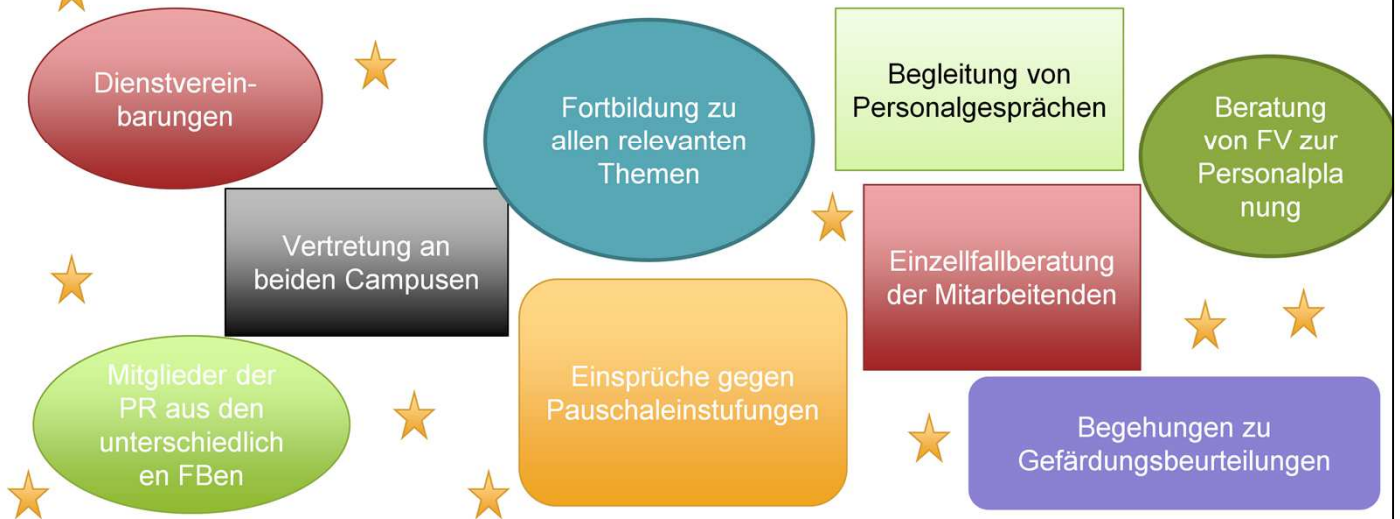 Dienstverein-
barungen
Fortbildung zu
allen relevanten
Themen
Begleitung von
Personalgesprächen
Beratung
von FV zur
Personalpla
nung
Vertretung an
beiden Campusen
Einzellfallberatung
der Mitarbeitenden
Mitglieder der
PR aus den
unterschiedlich
en FBen
Einsprüche gegen
Pauschaleinstufungen
Begehungen zu
Gefärdungsbeurteilungen